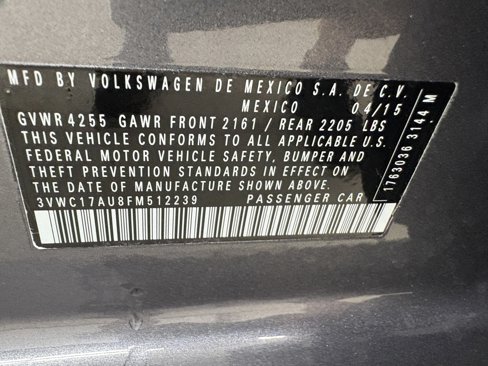 MFD BY VOLKSWAGEN DE MEXICO S.A. DE C.V.
MEXICO 04/15
GVWR 4255 GAWR FRONT 2161 / REAR 2205 LBS
THIS VEHICLE CONFORMS TO ALL APPLICABLE U.S.
FEDERAL MOTOR VEHICLE SAFETY, BUMPER AND
THEFT PREVENTION STANDARDS IN EFFECT ON
THE DATE OF MANUFACTURE SHOWN ABOVE.
3VWC17AU8FM512239 PASSENGER CAR
1763036 3144 M